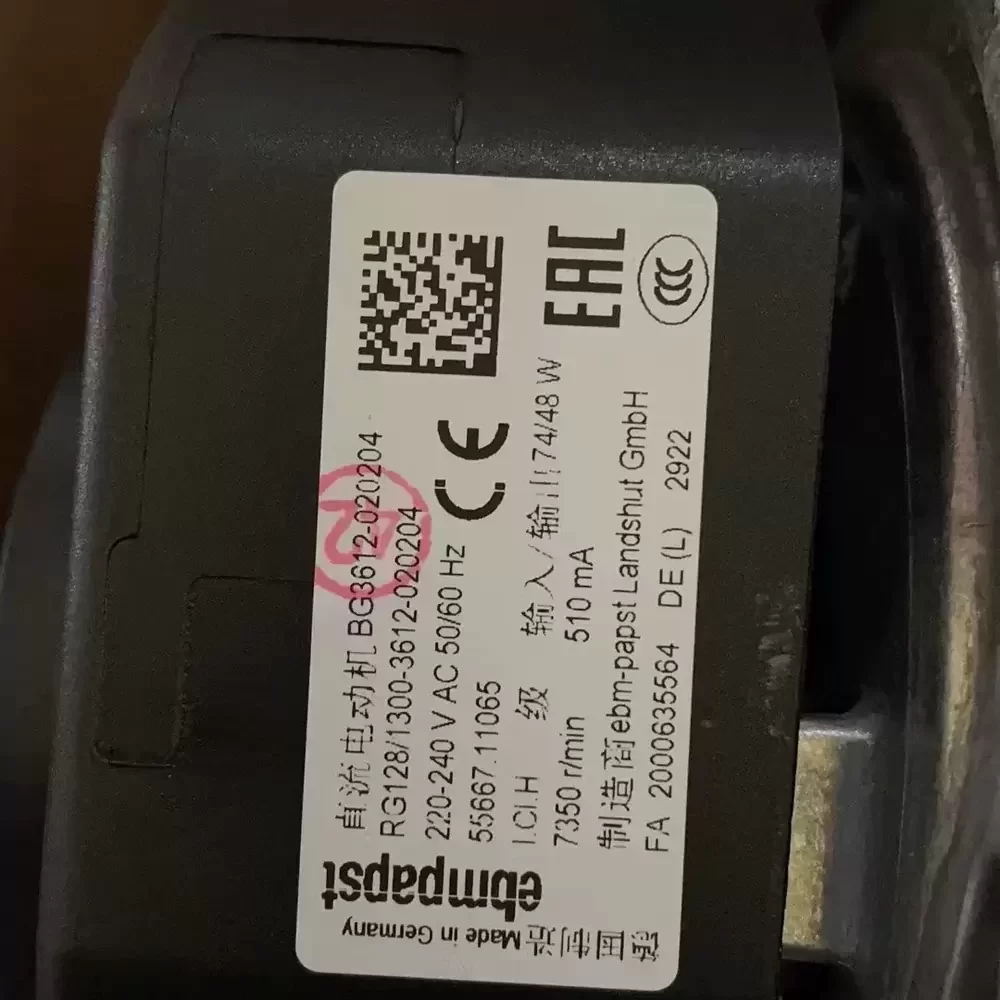 直流电动机 BG3612-020204
RG128/1300-3612-020204
220-240 V AC 50/60 Hz
55667.11065
I.Cl.H 级 输入/输出 174/48 W
7350 r/min 510 mA
制造商 ebm-papst Landshut GmbH
FA 2000635564 DE (L) 2922
CE
EAC
CCC
ebmpapst
Made in Germany
德国制造